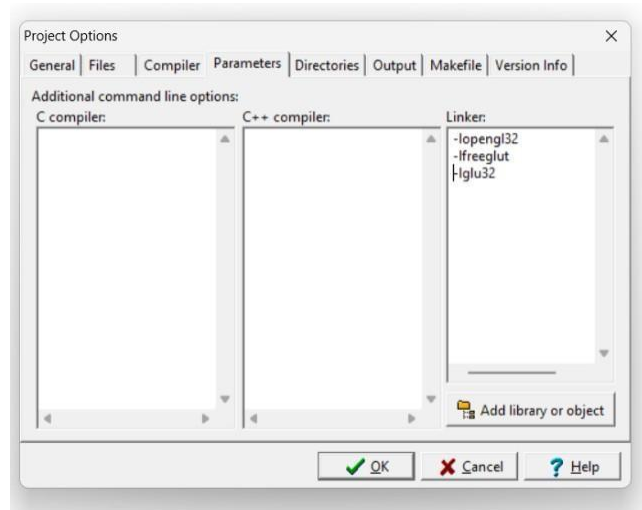 Project Options
General Files Compiler Parameters Directories Output Makefile Version Info
Additional command line options:
C compiler: C++ compiler: Linker:
-lopengl32
-lfreeglut
-lglu32
Add library or object
OK Cancel ? Help